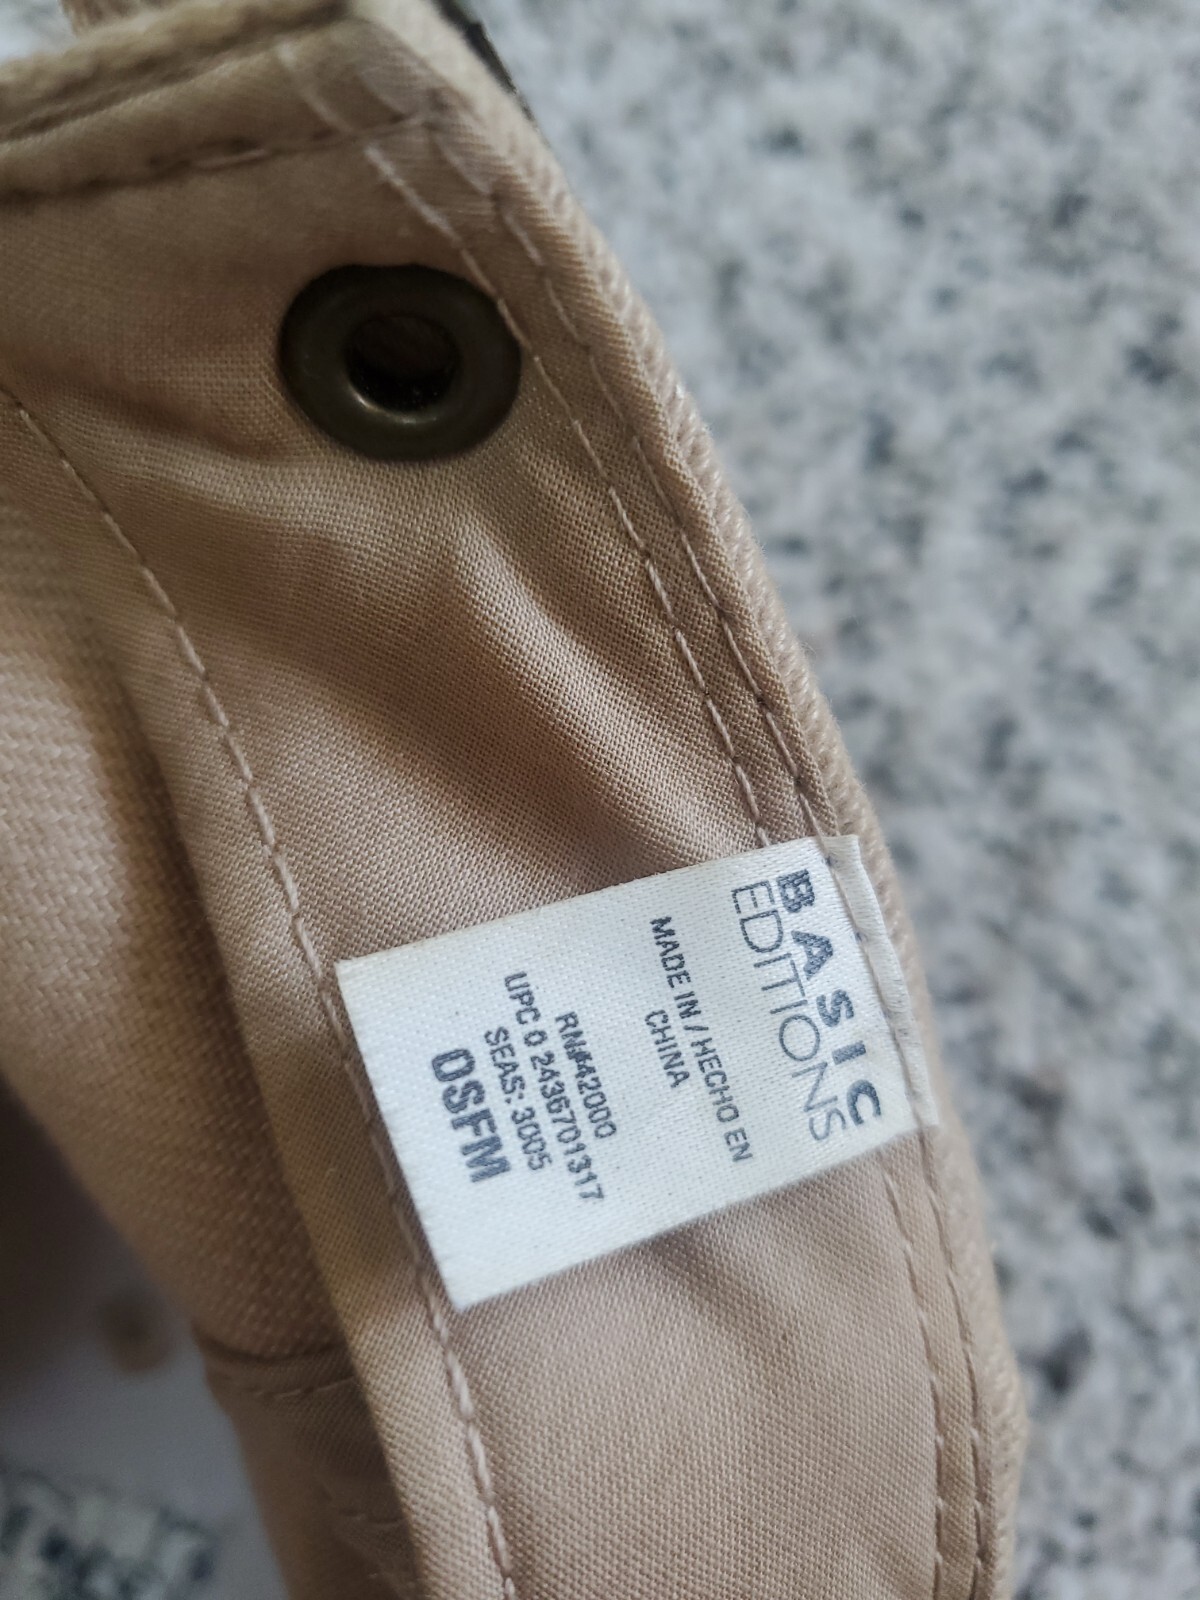 BASIC
EDITIONS
MADE IN / HECHO EN
CHINA
RN#42000
UPC 0 2436701317
SEAS: 3005
OSFM